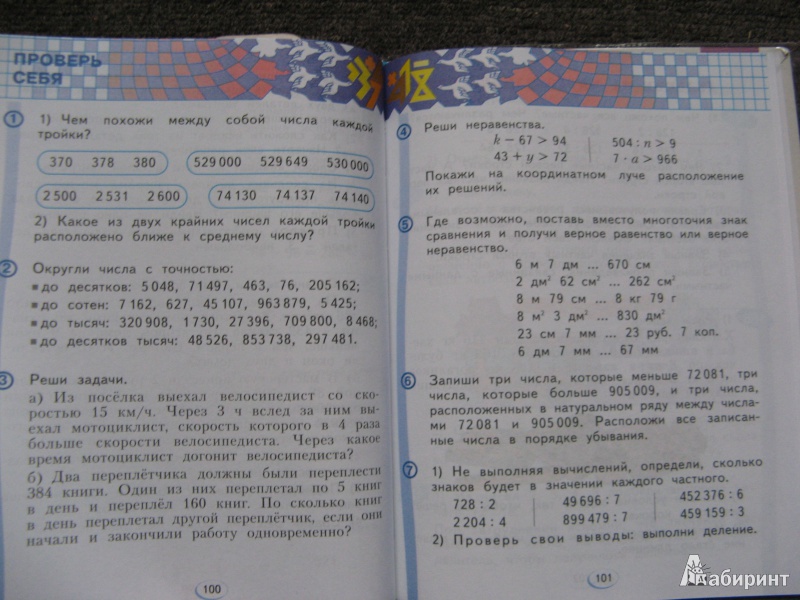 ПРОВЕРЬ
СЕБЯ
1 1) Чем похожи между собой числа каждой
тройки?
370 378 380 529 000 529 649 530 000
2 500 2 531 2 600 74 130 74 137 74 140
2) Какое из двух крайних чисел каждой тройки
расположено ближе к среднему числу?
2 Округли числа с точностью:
■ до десятков: 5 048, 71 497, 463, 76, 205 162;
■ до сотен: 7 162, 627, 45 107, 963 879, 5 425;
■ до тысяч: 320 908, 1 730, 27 396, 709 800, 8 468;
■ до десятков тысяч: 48 526, 853 738, 297 481.
3 Реши задачи.
а) Из посёлка выехал велосипедист со ско-
ростью 15 км/ч. Через 3 ч вслед за ним вы-
ехал мотоциклист, скорость которого в 4 раза
больше скорости велосипедиста. Через какое
время мотоциклист догонит велосипедиста?
б) Два переплётчика должны были переплести
384 книги. Один из них переплетал по 5 книг
в день и переплёл 160 книг. По сколько книг
в день переплетал другой переплётчик, если они
начали и закончили работу одновременно?
100
4 Реши неравенства.
k − 67 > 94 504 : n > 9
43 + y > 72 7 · a > 966
Покажи на координатном луче расположение
их решений.
5 Где возможно, поставь вместо многоточия знак
сравнения и получи верное равенство или верное
неравенство.
6 м 7 дм ... 670 см
2 дм² 62 см² ... 262 см²
8 м 79 см ... 8 кг 79 г
8 м² 3 дм² ... 830 дм²
23 см 7 мм ... 23 руб. 7 коп.
6 дм 7 мм ... 67 мм
6 Запиши три числа, которые меньше 72 081, три
числа, которые больше 905 009, и три числа,
расположенных в натуральном ряду между числа-
ми 72 081 и 905 009. Расположи все записан-
ные числа в порядке убывания.
7 1) Не выполняя вычислений, определи, сколько
знаков будет в значении каждого частного.
728 : 2 49 696 : 7 452 376 : 6
2 204 : 4 899 479 : 7 459 159 : 3
2) Проверь свои выводы: выполни деление.
101
Лабиринт